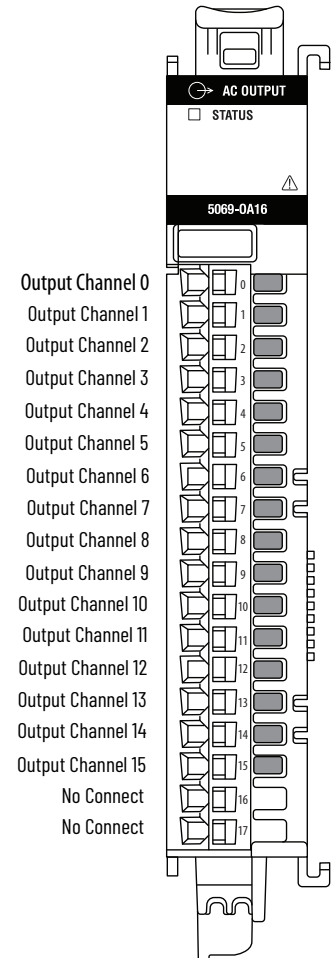 AC OUTPUT
STATUS
5069-OA16
Output Channel 0 0
Output Channel 1 1
Output Channel 2 2
Output Channel 3 3
Output Channel 4 4
Output Channel 5 5
Output Channel 6 6
Output Channel 7 7
Output Channel 8 8
Output Channel 9 9
Output Channel 10 10
Output Channel 11 11
Output Channel 12 12
Output Channel 13 13
Output Channel 14 14
Output Channel 15 15
No Connect 16
No Connect 17